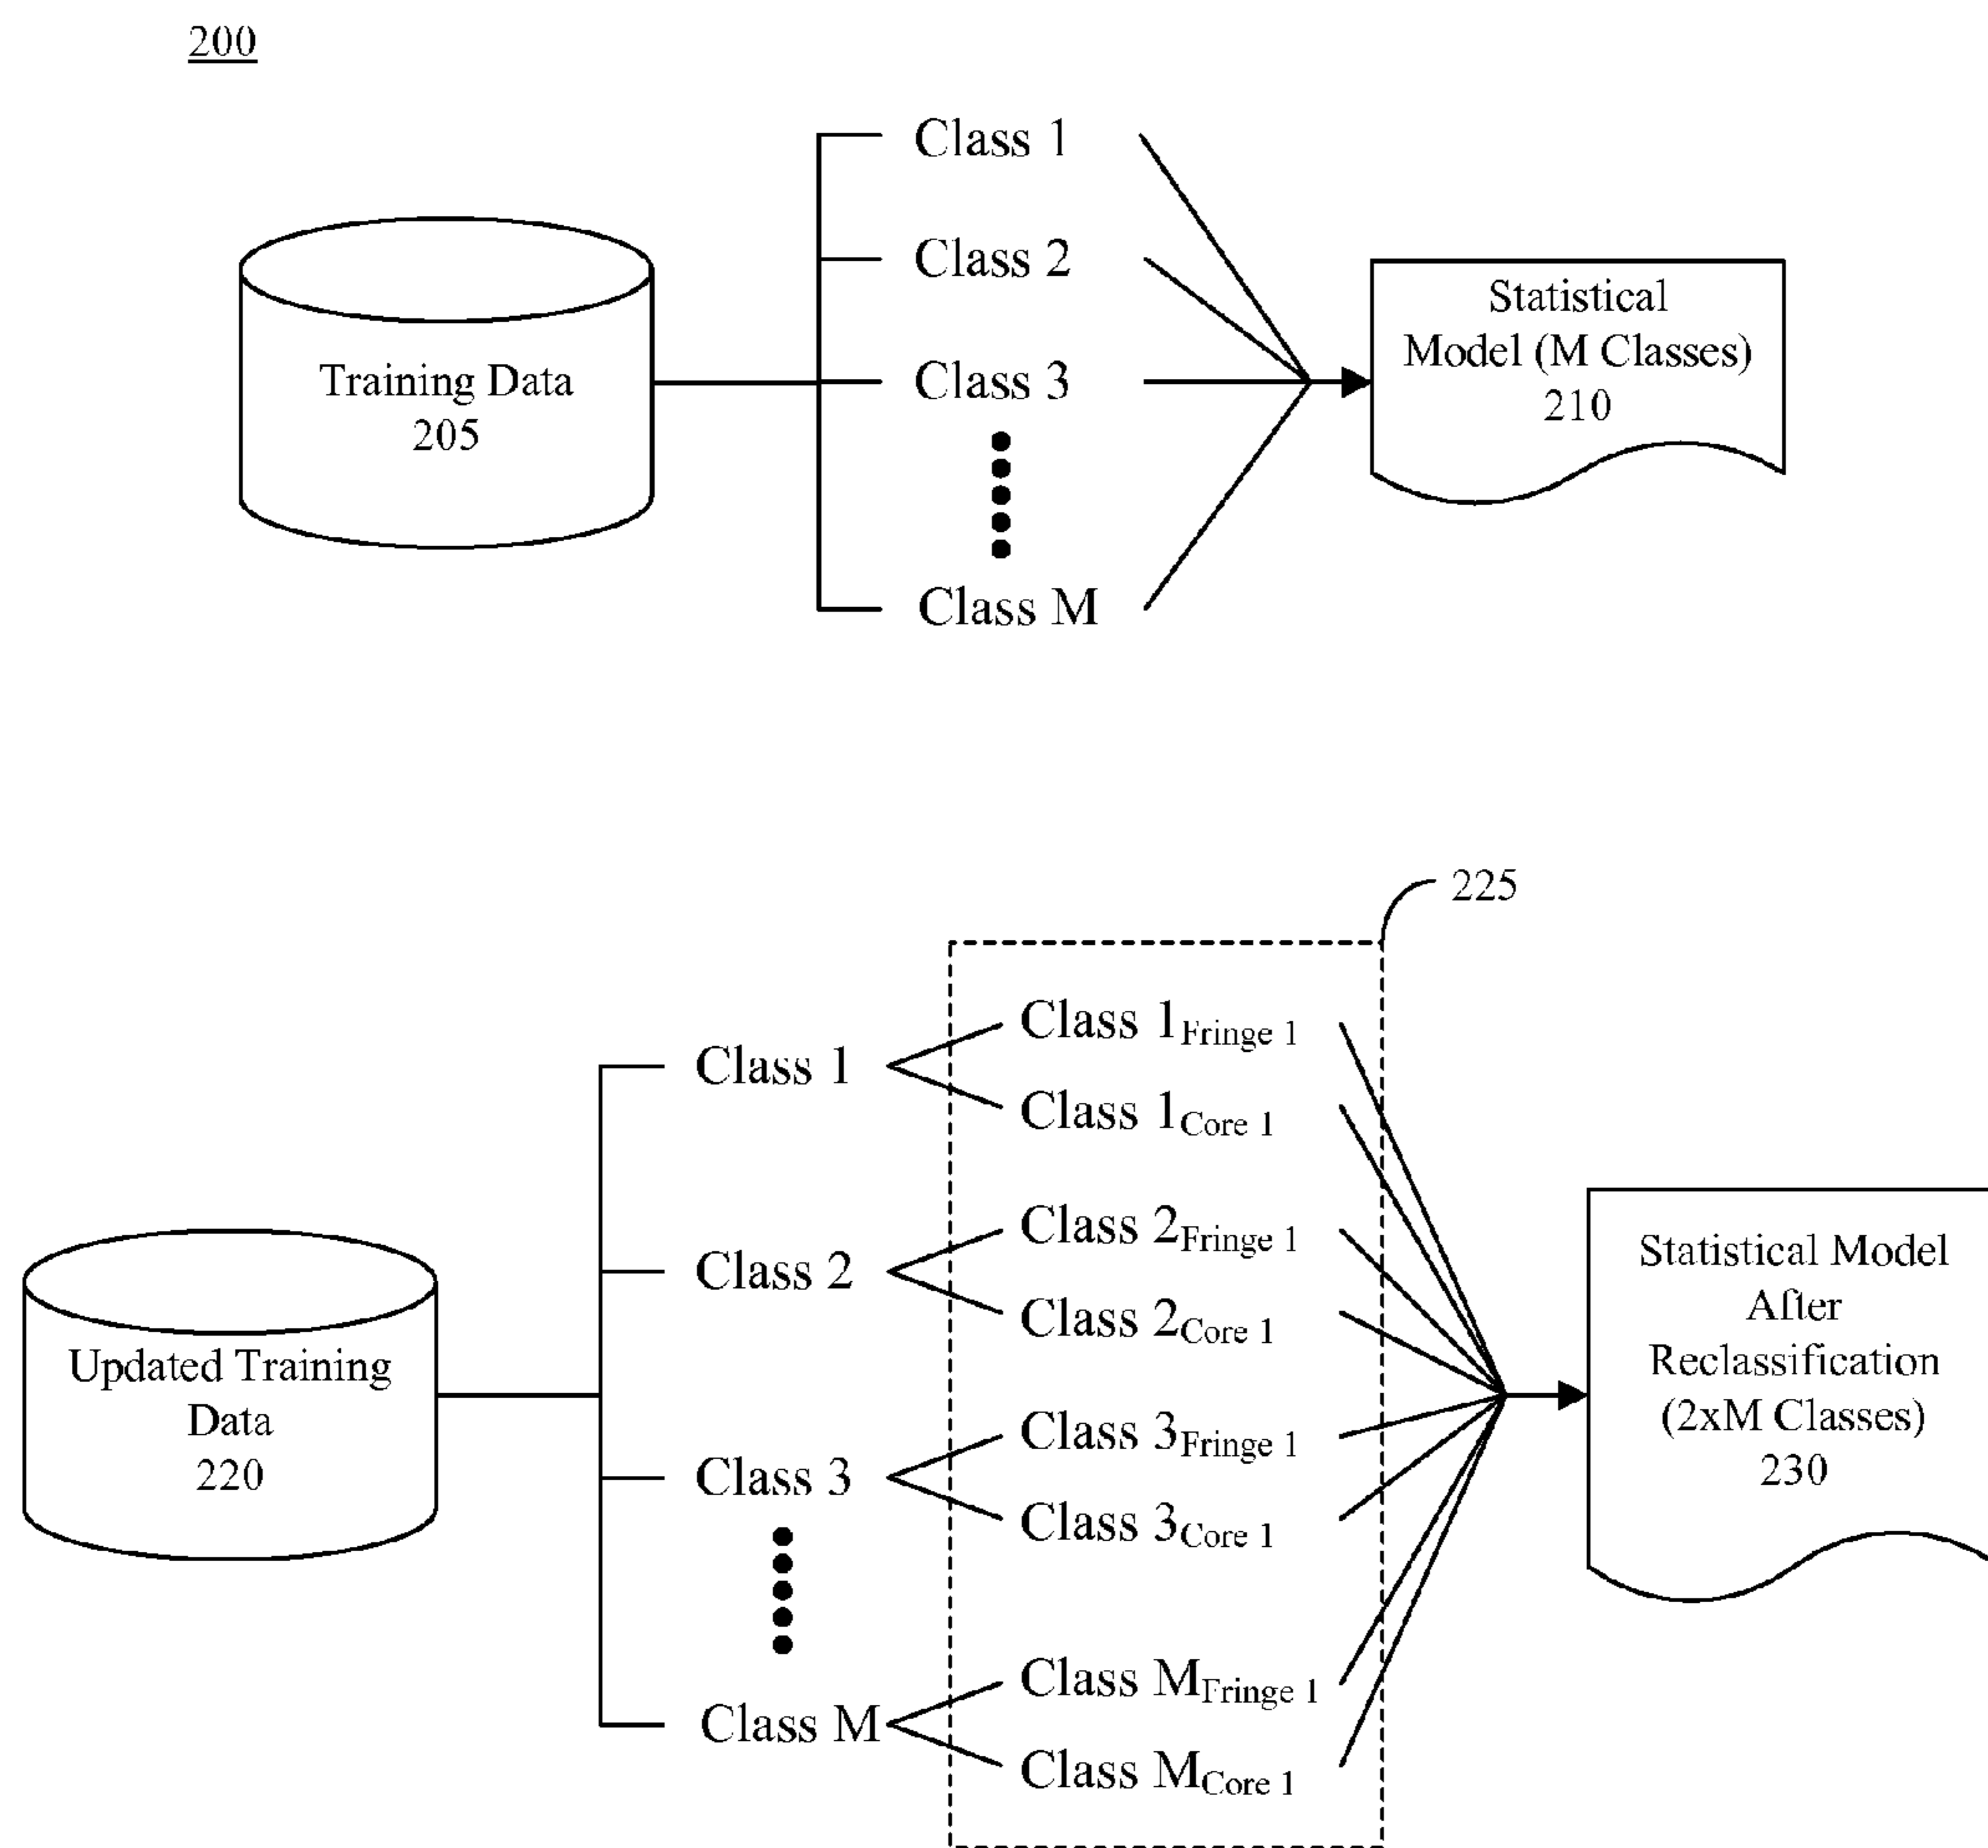 200
Class 1
Class 2
Class 3
Class M
Training Data
205
Statistical
Model (M Classes)
210
225
Updated Training
Data
220
Class 1
Class 2
Class 3
Class M
Class 1Fringe 1
Class 1Core 1
Class 2Fringe 1
Class 2Core 1
Class 3Fringe 1
Class 3Core 1
Class MFringe 1
Class MCore 1
Statistical Model
After
Reclassification
(2xM Classes)
230